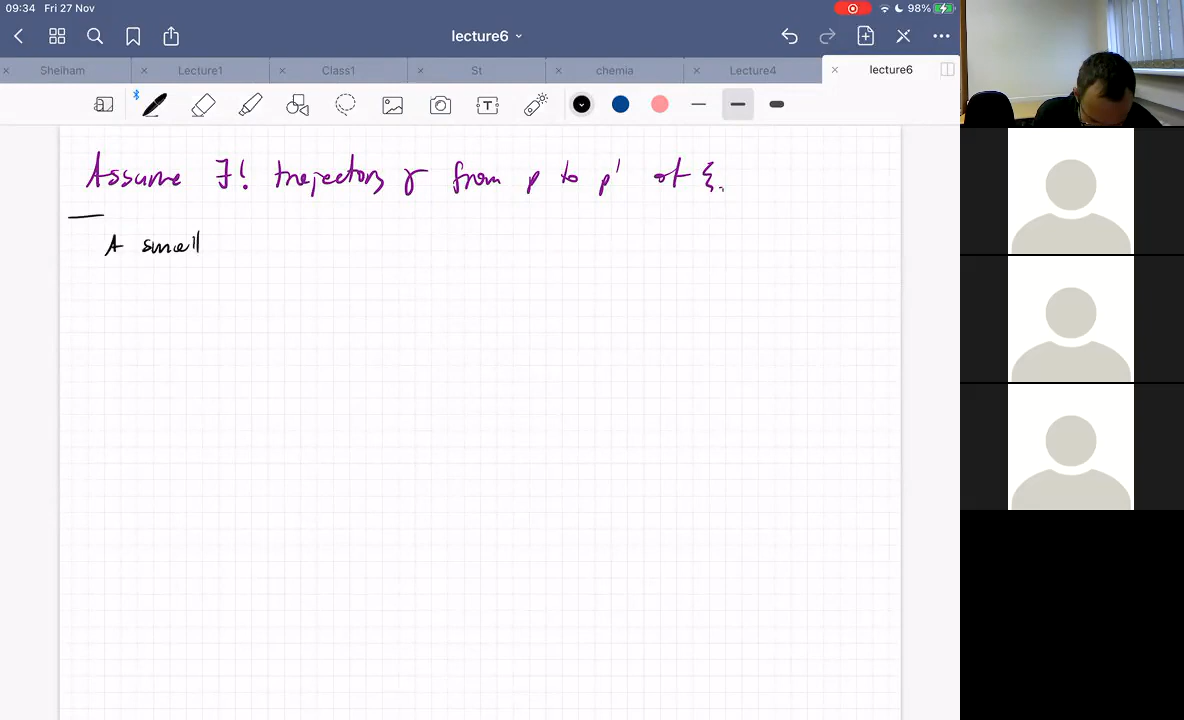 09:34 Fri 27 Nov 98%
lecture6
Sheiham Lecture1 Class1 St chemia Lecture4 lecture6
Assume ∃! trajectory γ from p to p' of ξ.
A small